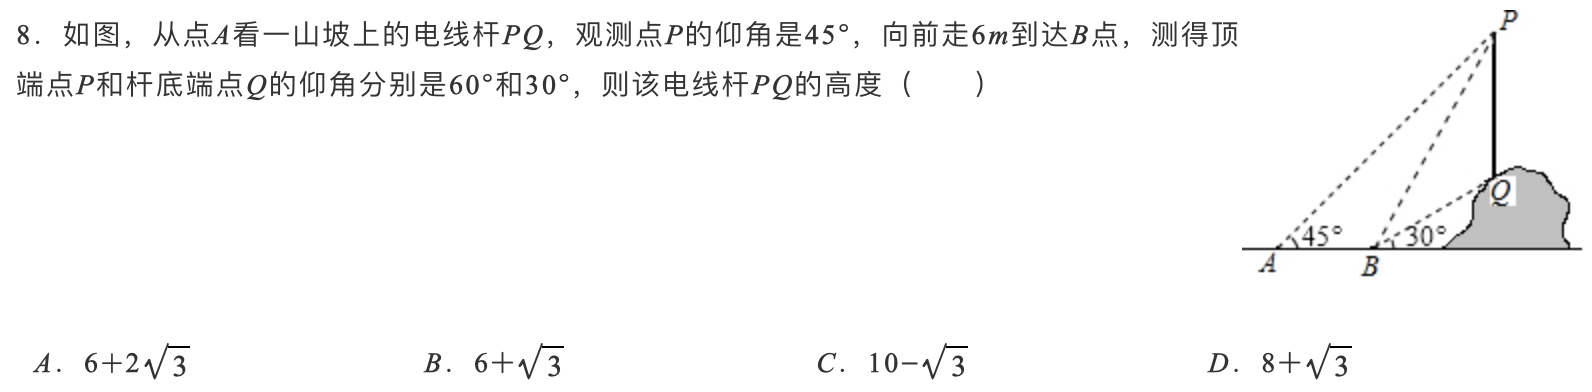 8．如图，从点A看一山坡上的电线杆PQ，观测点P的仰角是45°，向前走6m到达B点，测得顶
端点P和杆底端点Q的仰角分别是60°和30°，则该电线杆PQ的高度（　　）
P
Q
45°
30°
A
B
A．6+2√3
B．6+√3
C．10−√3
D．8+√3